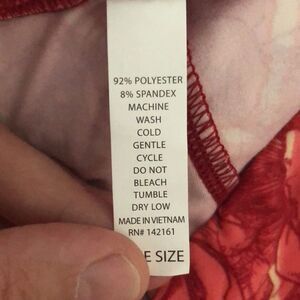 92% POLYESTER
8% SPANDEX
MACHINE
WASH
COLD
GENTLE
CYCLE
DO NOT
BLEACH
TUMBLE
DRY LOW
MADE IN VIETNAM
RN# 142161
E SIZE